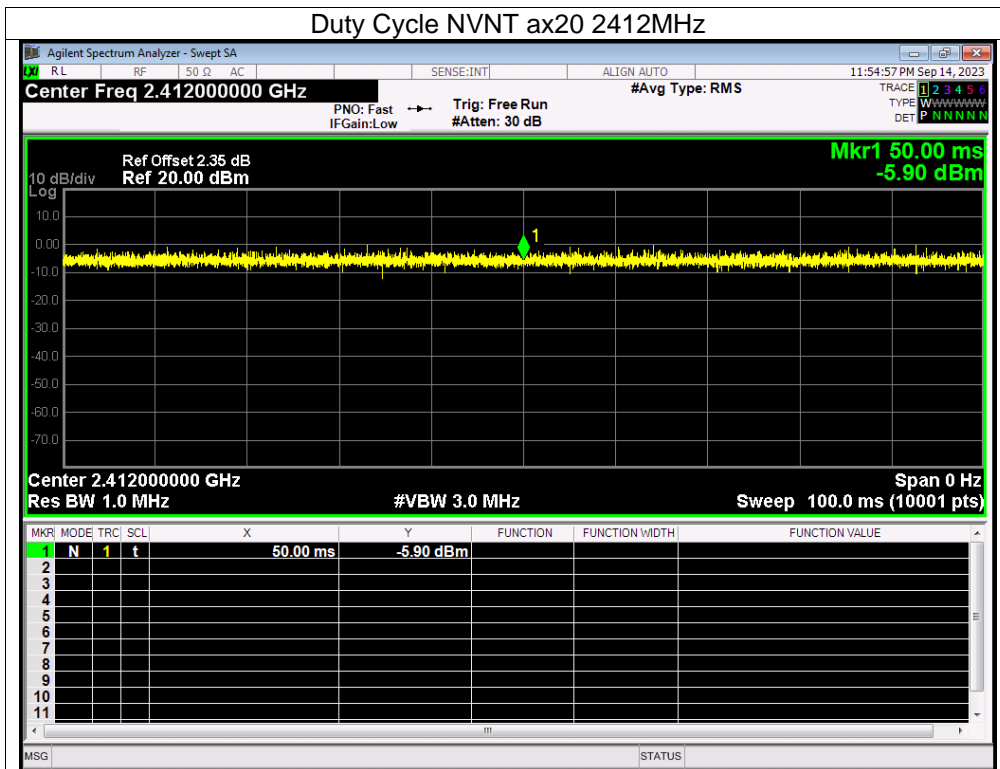 Duty Cycle NVNT ax20 2412MHz
Agilent Spectrum Analyzer - Swept SA
LXI RL RF 50 Ω AC SENSE:INT ALIGN AUTO 11:54:57 PM Sep 14, 2023
Center Freq 2.412000000 GHz #Avg Type: RMS TRACE 1 2 3 4 5 6
PNO: Fast Trig: Free Run TYPE WWWWWW
IFGain:Low #Atten: 30 dB DET P N N N N N
Mkr1 50.00 ms
Ref Offset 2.35 dB
10 dB/div Ref 20.00 dBm -5.90 dBm
Log
10.0
1
0.00
-10.0
-20.0
-30.0
-40.0
-50.0
-60.0
-70.0
Center 2.412000000 GHz Span 0 Hz
Res BW 1.0 MHz #VBW 3.0 MHz Sweep 100.0 ms (10001 pts)
MKR MODE TRC SCL X Y FUNCTION FUNCTION WIDTH FUNCTION VALUE
1 N 1 t 50.00 ms -5.90 dBm
2
3
4
5
6
7
8
9
10
11
MSG STATUS